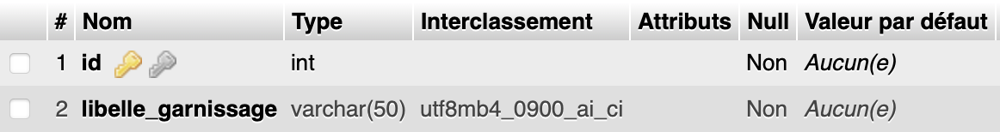 # Nom Type Interclassement Attributs Null Valeur par défaut
1 id int Non Aucun(e)
2 libelle_garnissage varchar(50) utf8mb4_0900_ai_ci Non Aucun(e)